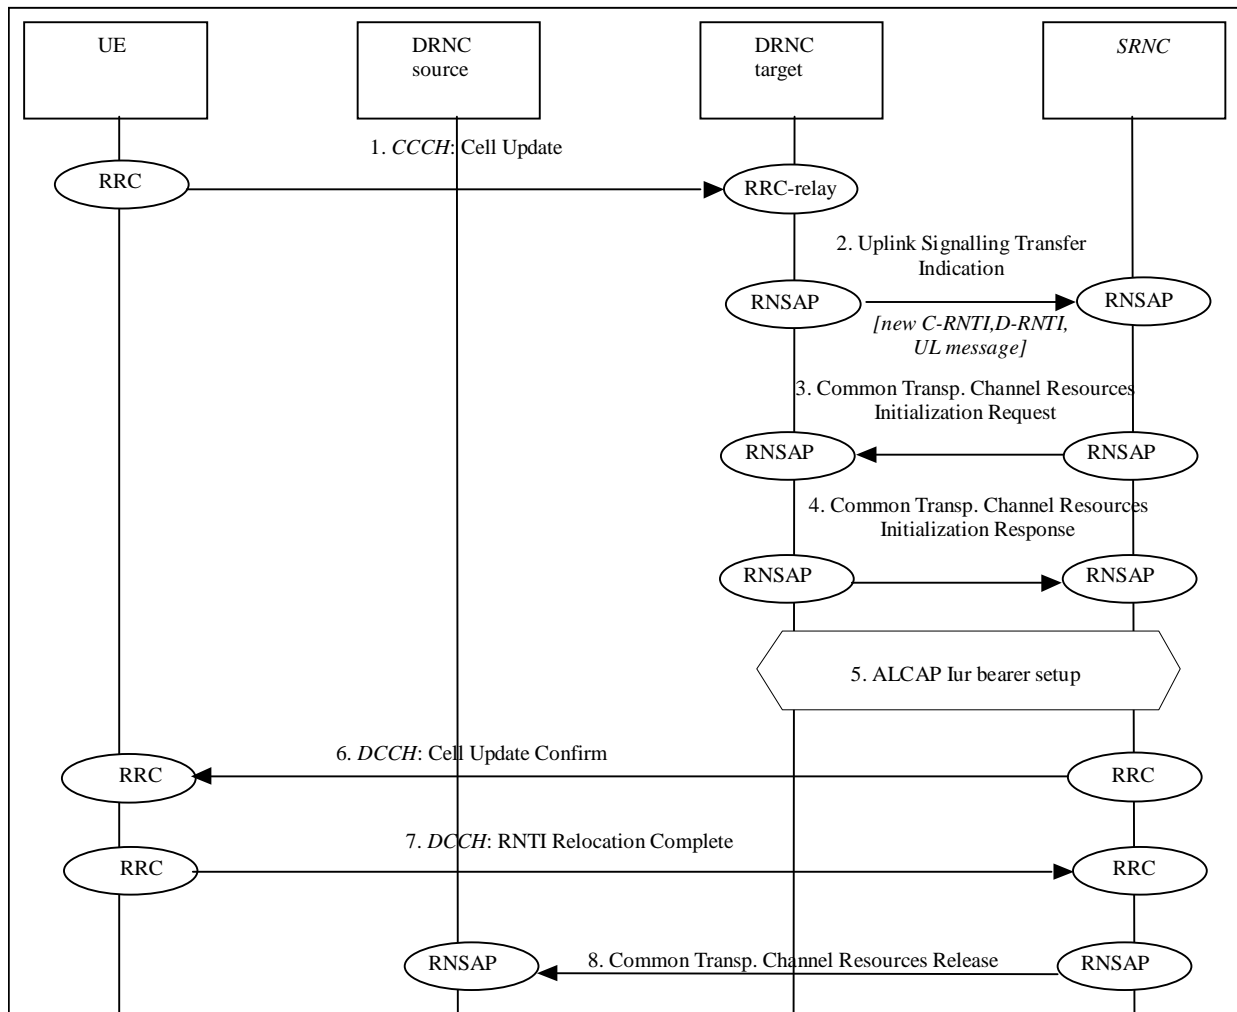 UE
DRNC
source
DRNC
target
SRNC
1. CCCH: Cell Update
RRC
RRC-relay
2. Uplink Signalling Transfer
Indication
RNSAP
RNSAP
[new C-RNTI,D-RNTI,
UL message]
3. Common Transp. Channel Resources
Initialization Request
RNSAP
RNSAP
4. Common Transp. Channel Resources
Initialization Response
RNSAP
RNSAP
5. ALCAP Iur bearer setup
6. DCCH: Cell Update Confirm
RRC
RRC
7. DCCH: RNTI Relocation Complete
RRC
RRC
8. Common Transp. Channel Resources Release
RNSAP
RNSAP